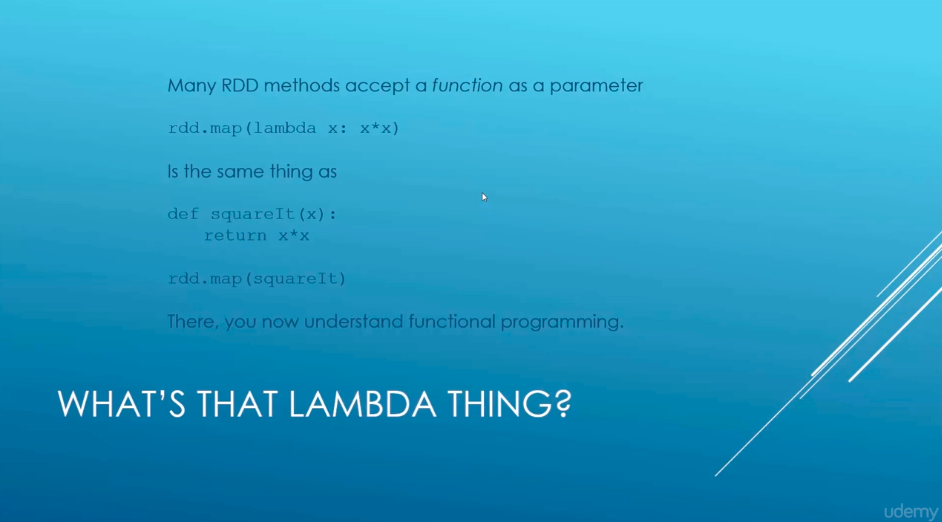 Many RDD methods accept a function as a parameter
rdd.map(lambda x: x*x)
Is the same thing as
def squareIt(x):
    return x*x
rdd.map(squareIt)
There, you now understand functional programming.
WHAT'S THAT LAMBDA THING?
udemy